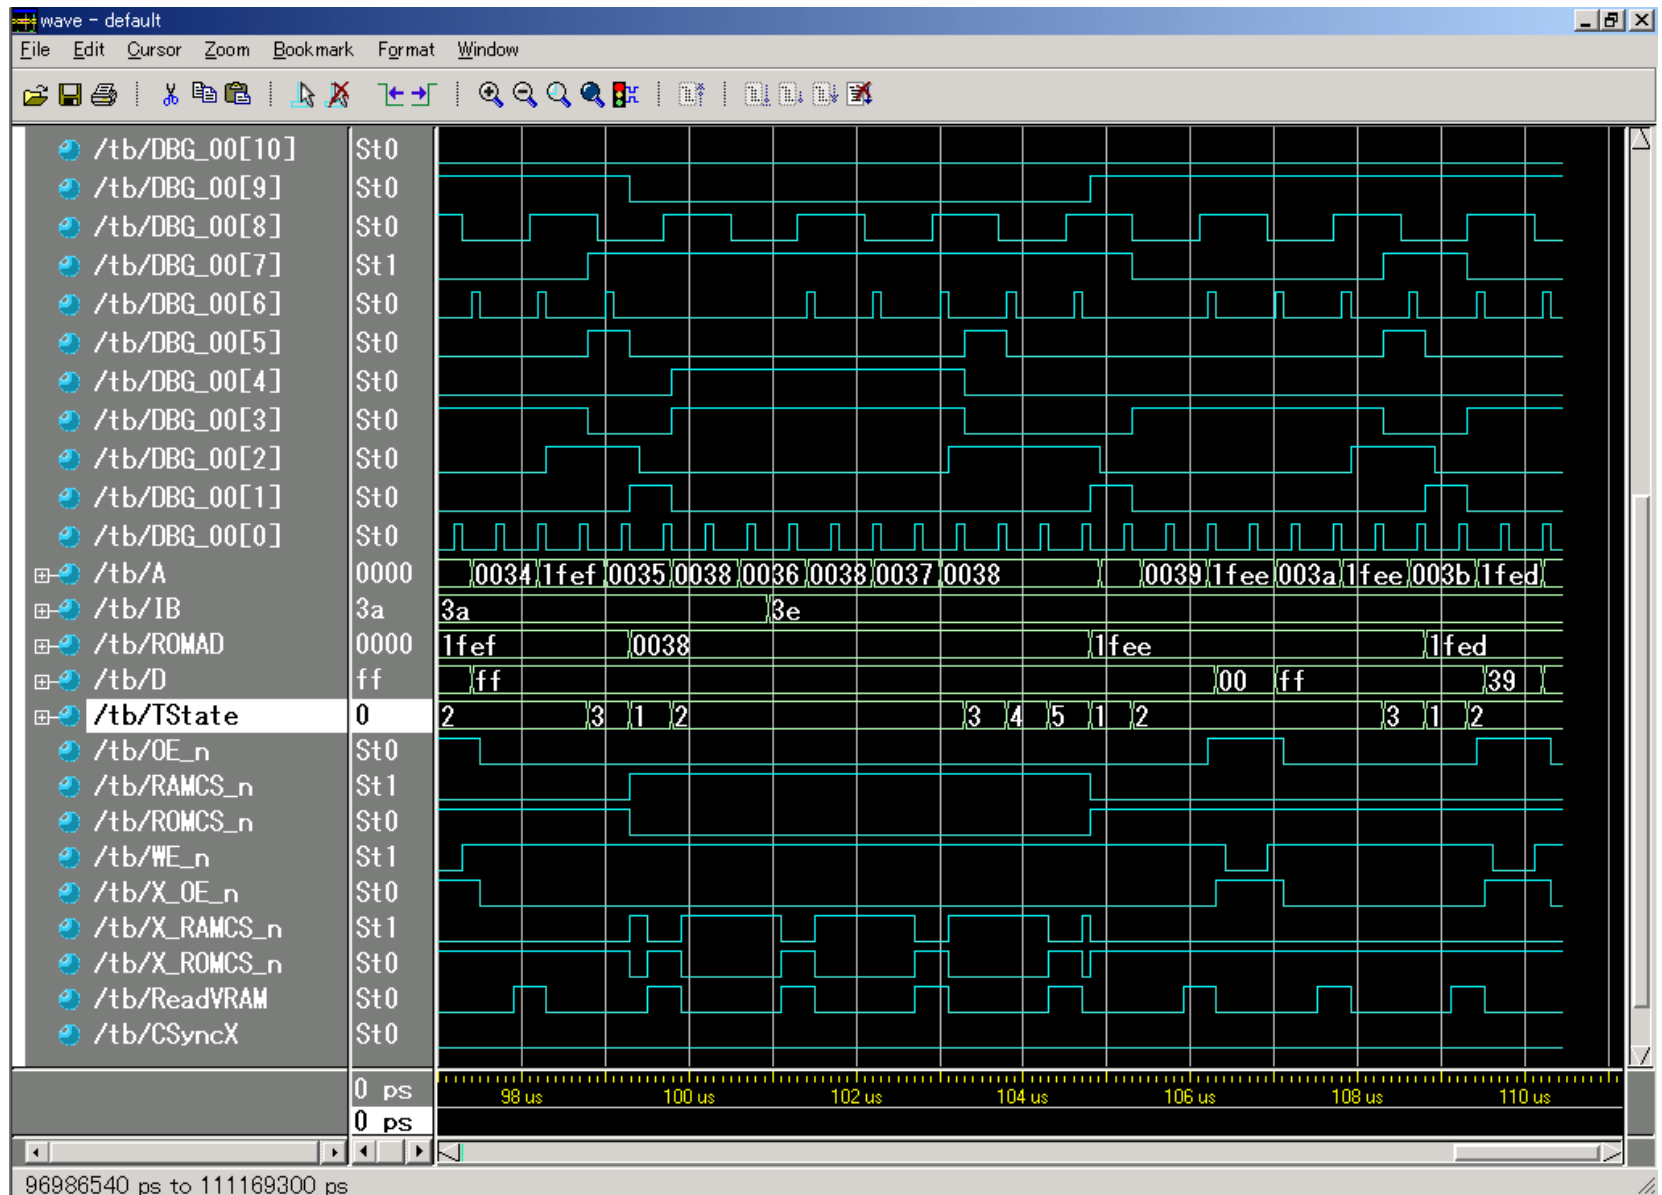 wave - default
File Edit Cursor Zoom Bookmark Format Window
/tb/DBG_00[10] St0
/tb/DBG_00[9] St0
/tb/DBG_00[8] St0
/tb/DBG_00[7] St1
/tb/DBG_00[6] St0
/tb/DBG_00[5] St0
/tb/DBG_00[4] St0
/tb/DBG_00[3] St0
/tb/DBG_00[2] St0
/tb/DBG_00[1] St0
/tb/DBG_00[0] St0
/tb/A 0000 0034 1fef 0035 0038 0036 0038 0037 0038 0039 1fee 003a 1fee 003b 1fed
/tb/IB 3a 3a 3e
/tb/ROMAD 0000 1fef 0038 1fee 1fed
/tb/D ff ff 00 ff 39
/tb/TState 0 2 3 1 2 3 4 5 1 2 3 1 2
/tb/OE_n St0
/tb/RAMCS_n St1
/tb/ROMCS_n St0
/tb/WE_n St1
/tb/X_OE_n St0
/tb/X_RAMCS_n St1
/tb/X_ROMCS_n St0
/tb/ReadVRAM St0
/tb/CSyncX St0
0 ps 98 us 100 us 102 us 104 us 106 us 108 us 110 us
0 ps
96986540 ps to 111169300 ps